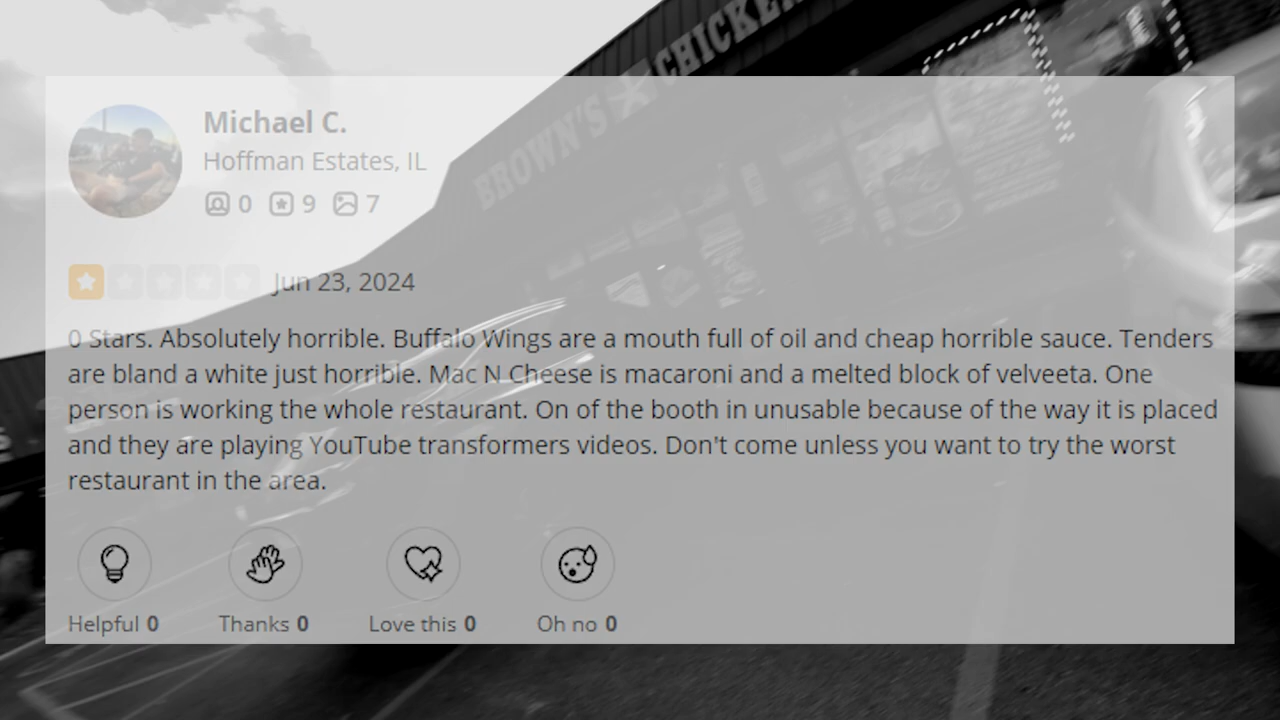 BROWN'S CHICKEN
Michael C.
Hoffman Estates, IL
0 9 7
Jun 23, 2024
0 Stars. Absolutely horrible. Buffalo Wings are a mouth full of oil and cheap horrible sauce. Tenders
are bland a white just horrible. Mac N Cheese is macaroni and a melted block of velveeta. One
person is working the whole restaurant. On of the booth in unusable because of the way it is placed
and they are playing YouTube transformers videos. Don't come unless you want to try the worst
restaurant in the area.
Helpful 0 Thanks 0 Love this 0 Oh no 0